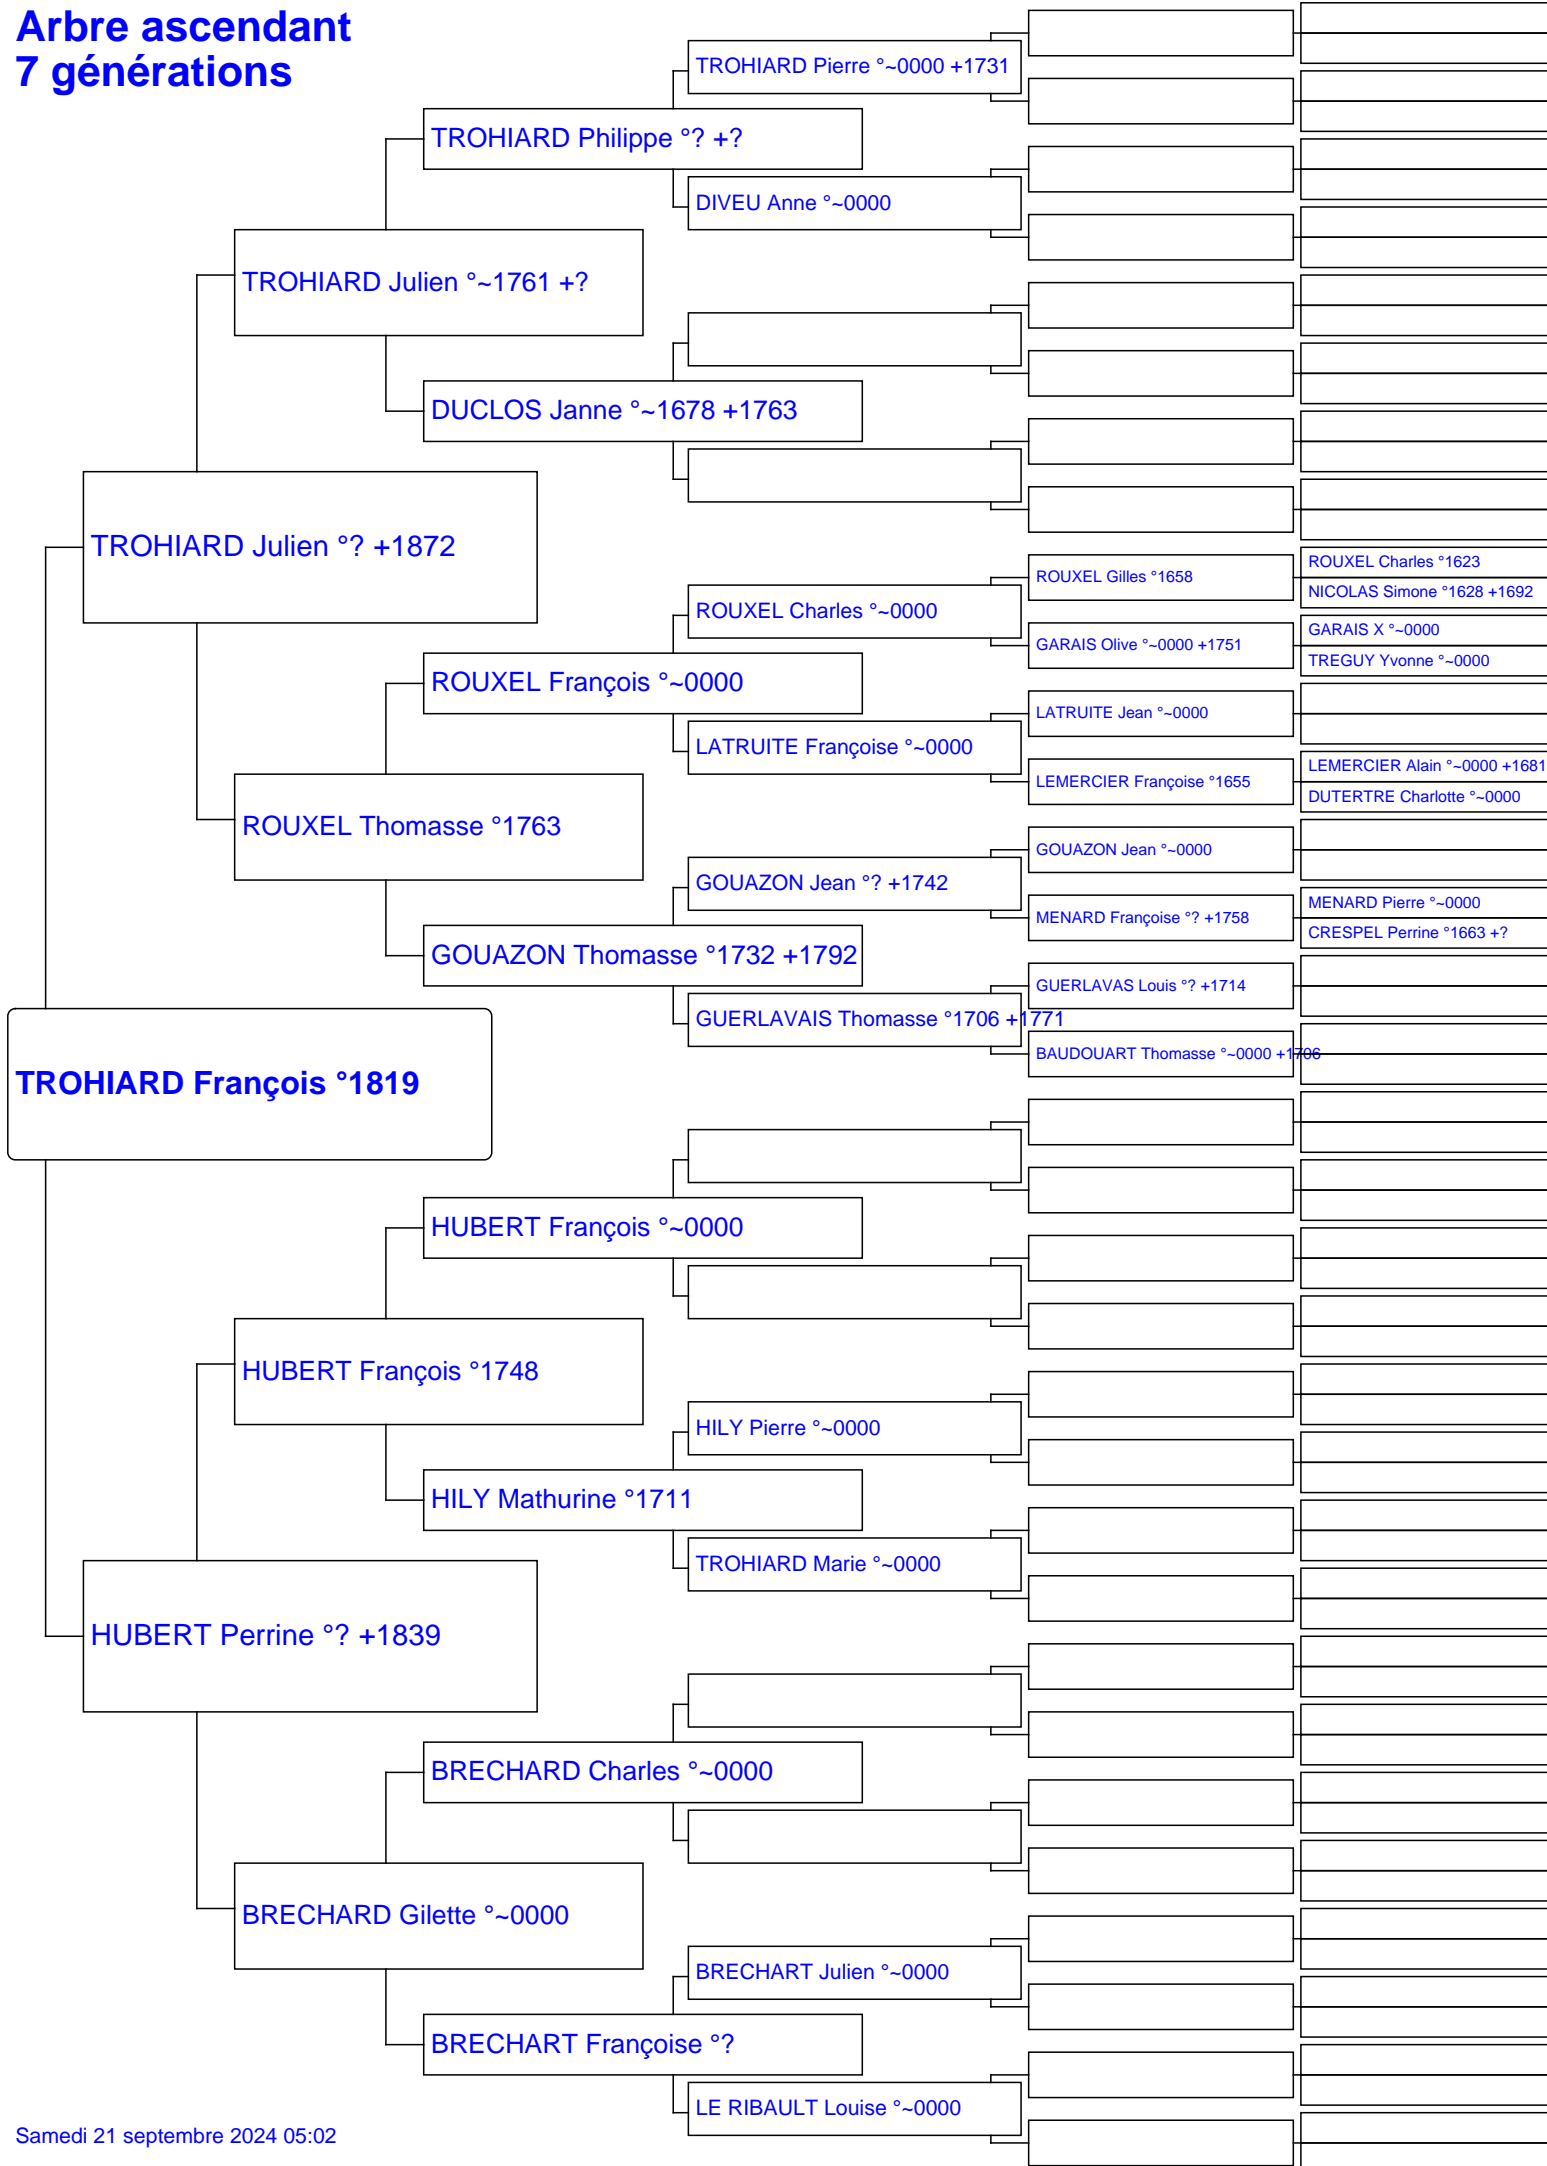 Arbre ascendant
7 générations
TROHIARD Pierre °~0000 +1731
TROHIARD Philippe °? +?
DIVEU Anne °~0000
TROHIARD Julien °~1761 +?
DUCLOS Janne °~1678 +1763
TROHIARD Julien °? +1872
ROUXEL Charles °1623
ROUXEL Gilles °1658
NICOLAS Simone °1628 +1692
ROUXEL Charles °~0000
GARAIS X °~0000
GARAIS Olive °~0000 +1751
TREGUY Yvonne °~0000
ROUXEL François °~0000
LATRUITE Jean °~0000
LATRUITE Françoise °~0000
LEMERCIER Alain °~0000 +1681
LEMERCIER Françoise °1655
DUTERTRE Charlotte °~0000
ROUXEL Thomasse °1763
GOUAZON Jean °~0000
GOUAZON Jean °? +1742
MENARD Pierre °~0000
MENARD Françoise °? +1758
CRESPEL Perrine °1663 +?
GOUAZON Thomasse °1732 +1792
GUERLAVAS Louis °? +1714
GUERLAVAIS Thomasse °1706 +1771
BAUDOUART Thomasse °~0000 +1706
TROHIARD François °1819
HUBERT François °~0000
HUBERT François °1748
HILY Pierre °~0000
HILY Mathurine °1711
TROHIARD Marie °~0000
HUBERT Perrine °? +1839
BRECHARD Charles °~0000
BRECHARD Gilette °~0000
BRECHART Julien °~0000
BRECHART Françoise °?
LE RIBAULT Louise °~0000
Samedi 21 septembre 2024 05:02